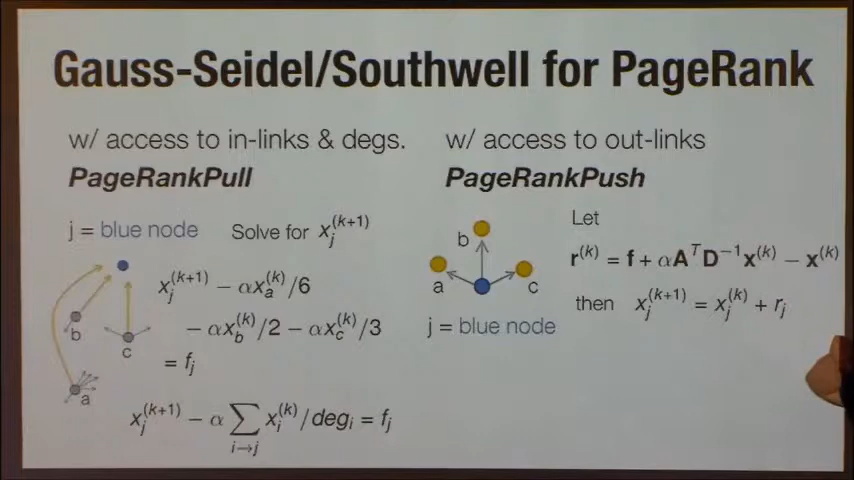 Gauss-Seidel/Southwell for PageRank
w/ access to in-links & degs.
PageRankPull
j = blue node
Solve for x_j^{(k+1)}
b
c
a
x_j^{(k+1)} − αx_a^{(k)}/6
− αx_b^{(k)}/2 − αx_c^{(k)}/3
= f_j
x_j^{(k+1)} − α ∑_{i→j} x_i^{(k)}/deg_i = f_j
w/ access to out-links
PageRankPush
b
a
c
j = blue node
Let
r^{(k)} = f + αA^T D^{−1}x^{(k)} − x^{(k)}
then x_j^{(k+1)} = x_j^{(k)} + r_j